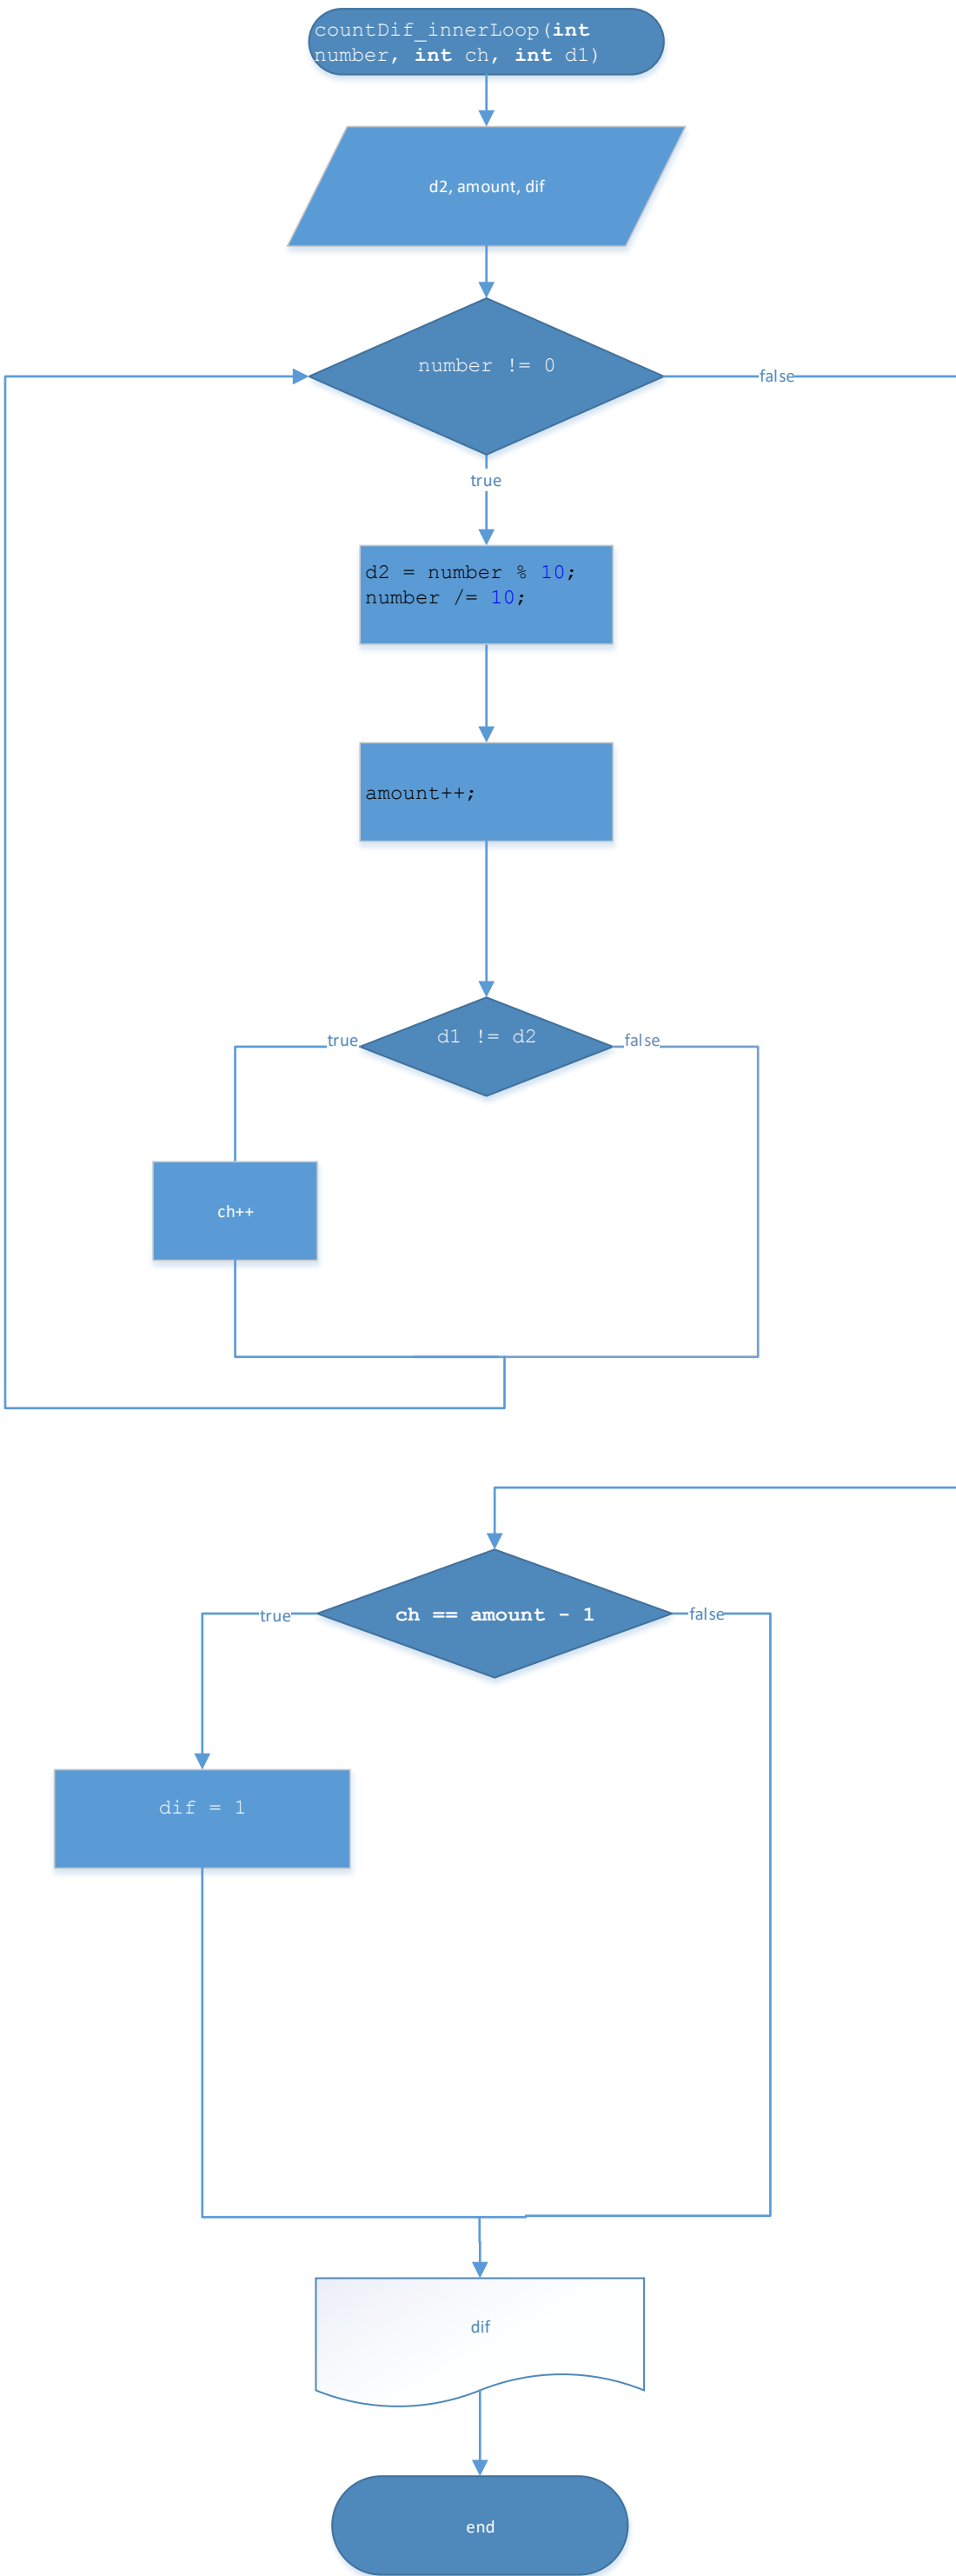 countDif_innerLoop(int
number, int ch, int d1)
d2, amount, dif
number != 0
false
true
d2 = number % 10;
number /= 10;
amount++;
d1 != d2
true
false
ch++
ch == amount - 1
true
false
dif = 1
dif
end